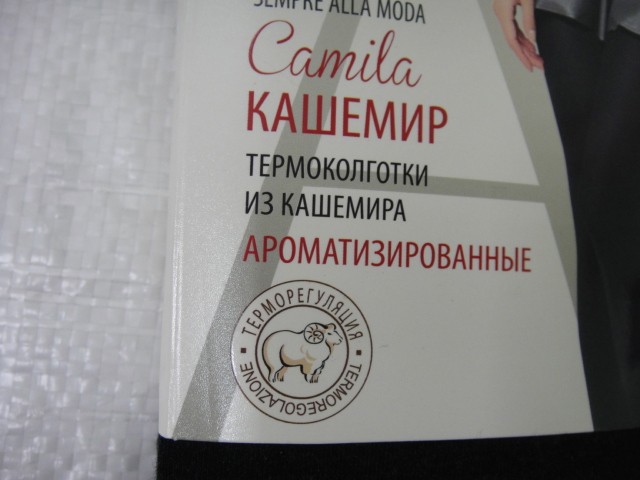 SEMPRE ALLA MODA
Camila
КАШЕМИР
ТЕРМОКОЛГОТКИ
ИЗ КАШЕМИРА
АРОМАТИЗИРОВАННЫЕ
ТЕРМОРЕГУЛЯЦИЯ
TERMOREGOLAZIONE